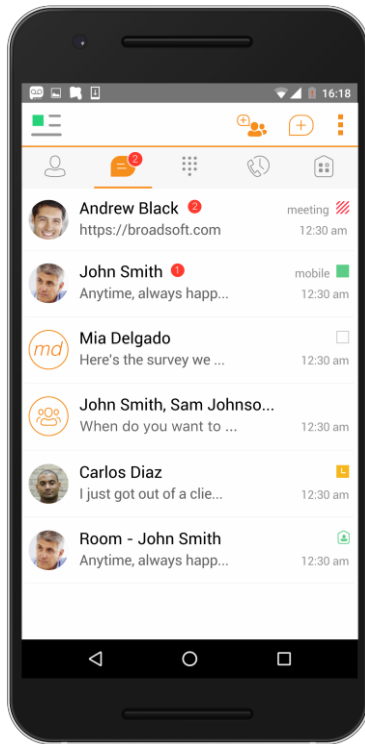 16:18
2
Andrew Black 2
meeting
https://broadsoft.com
12:30 am
John Smith 1
mobile
Anytime, always happ...
12:30 am
md
Mia Delgado
Here's the survey we ...
12:30 am
John Smith, Sam Johnso...
When do you want to ...
12:30 am
Carlos Diaz
I just got out of a clie...
12:30 am
Room - John Smith
Anytime, always happ...
12:30 am